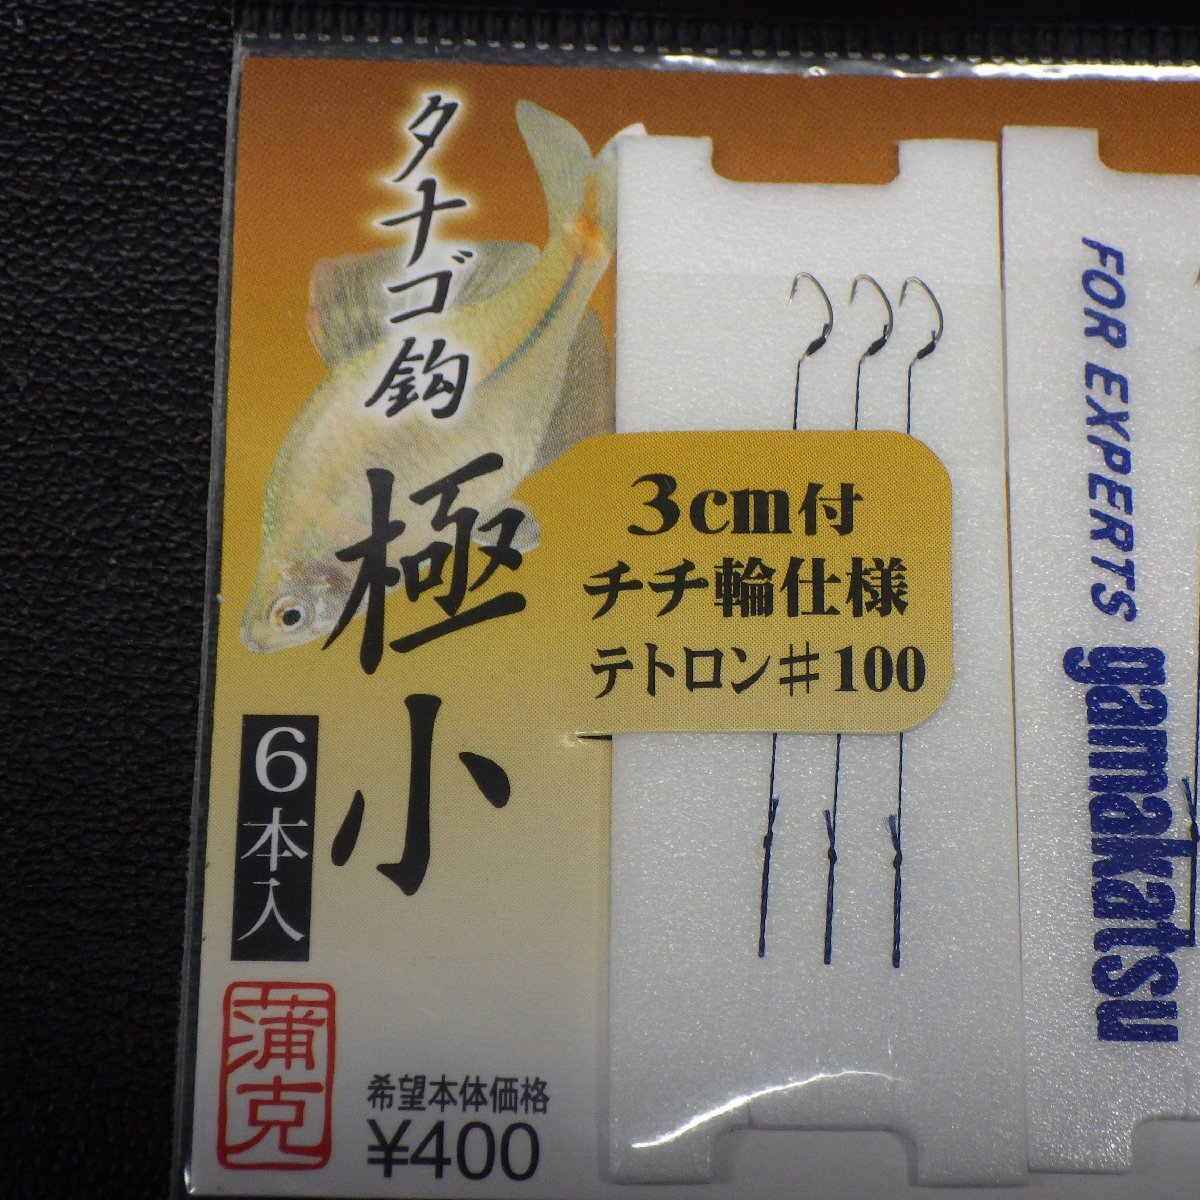 タナゴ鈎
極小
3cm付
チチ輪仕様
テトロン♯100
6本入
蒲克
希望本体価格
¥400
FOR EXPERTS
gamakatsu